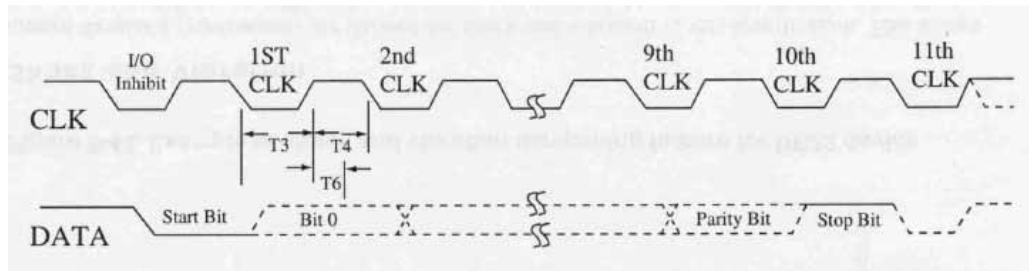 I/O
Inhibit
1ST
CLK
2nd
CLK
9th
CLK
10th
CLK
11th
CLK
CLK
T3
T4
T6
Start Bit
Bit 0
Parity Bit
Stop Bit
DATA